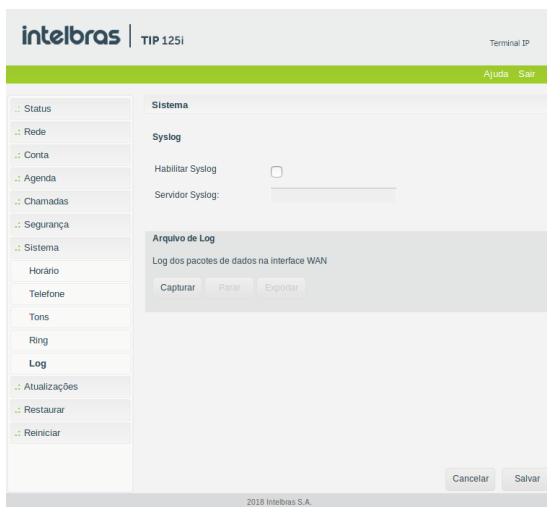 intelbras TIP 125i
Terminal IP
Ajuda Sair
.: Status
.: Rede
.: Conta
.: Agenda
.: Chamadas
.: Segurança
.: Sistema
Horário
Telefone
Tons
Ring
Log
.: Atualizações
.: Restaurar
.: Reiniciar
Sistema
Syslog
Habilitar Syslog
Servidor Syslog:
Arquivo de Log
Log dos pacotes de dados na interface WAN
Capturar Parar Exportar
Cancelar Salvar
2018 Intelbras S.A.